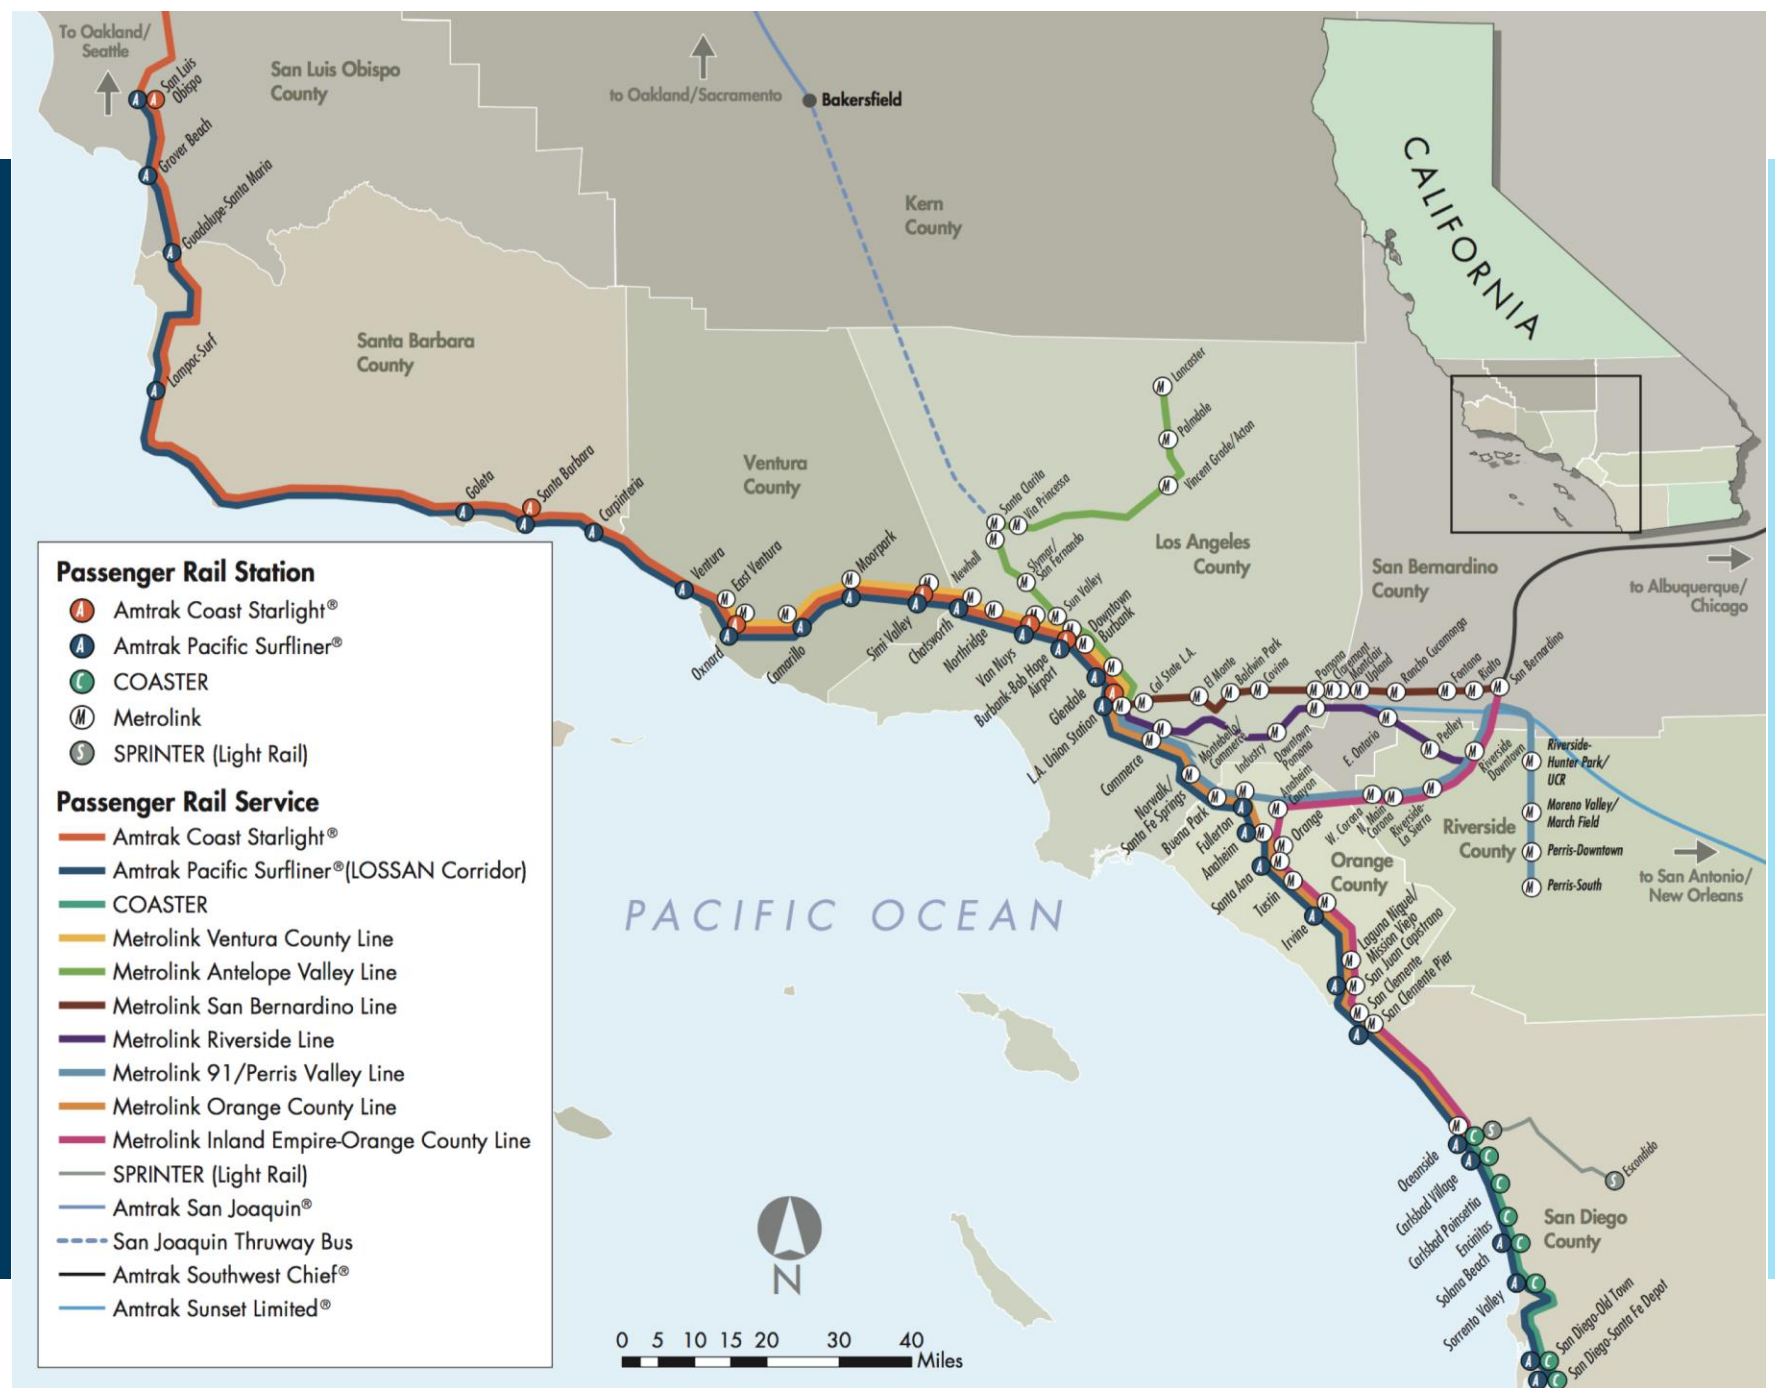 To Oakland/
Seattle
San Luis
Obispo
San Luis Obispo
County
to Oakland/Sacramento
Bakersfield
Grover Beach
Guadalupe-Santa Maria
Kern
County
CALIFORNIA
Lompoc-Surf
Santa Barbara
County
Lancaster
Palmdale
Vincent Grade/Acton
Ventura
County
Goleta
Santa Barbara
Carpinteria
Santa Clarita
Via Princessa
Los Angeles
County
San Bernardino
County
to Albuquerque/
Chicago
Ventura
East Ventura
Moorpark
Newhall
Slymar/
San Fernando
Sun Valley
Downtown
Burbank
Oxnard
Camarillo
Simi Valley
Chatsworth
Northridge
Van Nuys
Burbank-Bob Hope
Airport
Glendale
L.A. Union Station
Cal State L.A.
El Monte
Baldwin Park
Covina
Pomona
Claremont
Montclair
Upland
Rancho Cucamonga
Fontana
Rialto
San Bernardino
Commerce
Montebello/
Commerce
Industry
Downtown
Pomona
E. Ontario
Pedley
Riverside
Downtown
Riverside-
Hunter Park/
UCR
Moreno Valley/
March Field
Perris-Downtown
Perris-South
Riverside
County
to San Antonio/
New Orleans
Norwalk/
Santa Fe Springs
Buena Park
Fullerton
Anaheim
Anaheim
Canyon
Orange
W. Corona
N. Main
Corona
Riverside-
La Sierra
Orange
County
Santa Ana
Tustin
Irvine
Laguna Niguel/
Mission Viejo
San Juan Capistrano
San Clemente
San Clemente Pier
PACIFIC OCEAN
Oceanside
Carlsbad Village
Carlsbad Poinsettia
Encinitas
Solana Beach
Sorrento Valley
Escondido
San Diego
County
San Diego-Old Town
San Diego-Santa Fe Depot
Passenger Rail Station
A Amtrak Coast Starlight®
A Amtrak Pacific Surfliner®
C COASTER
M Metrolink
S SPRINTER (Light Rail)
Passenger Rail Service
Amtrak Coast Starlight®
Amtrak Pacific Surfliner®(LOSSAN Corridor)
COASTER
Metrolink Ventura County Line
Metrolink Antelope Valley Line
Metrolink San Bernardino Line
Metrolink Riverside Line
Metrolink 91/Perris Valley Line
Metrolink Orange County Line
Metrolink Inland Empire-Orange County Line
SPRINTER (Light Rail)
Amtrak San Joaquin®
San Joaquin Thruway Bus
Amtrak Southwest Chief®
Amtrak Sunset Limited®
N
0 5 10 15 20 30 40
Miles